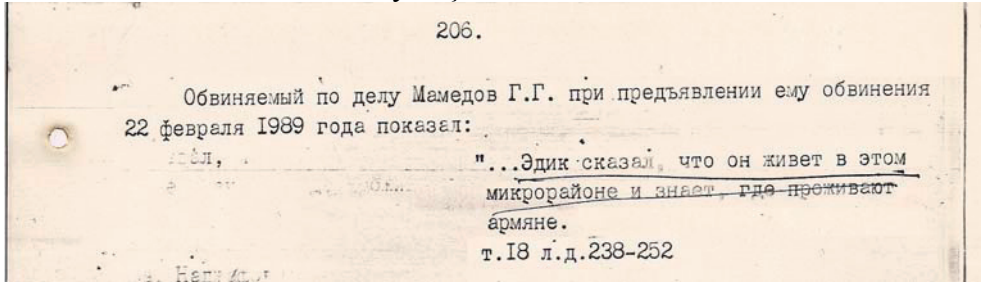 206.
Обвиняемый по делу Мамедов Г.Г. при предъявлении ему обвинения
22 февраля 1989 года показал:
"...Эдик сказал, что он живет в этом
микрорайоне и знает, где проживают
армяне.
т.18 л.д.238-252